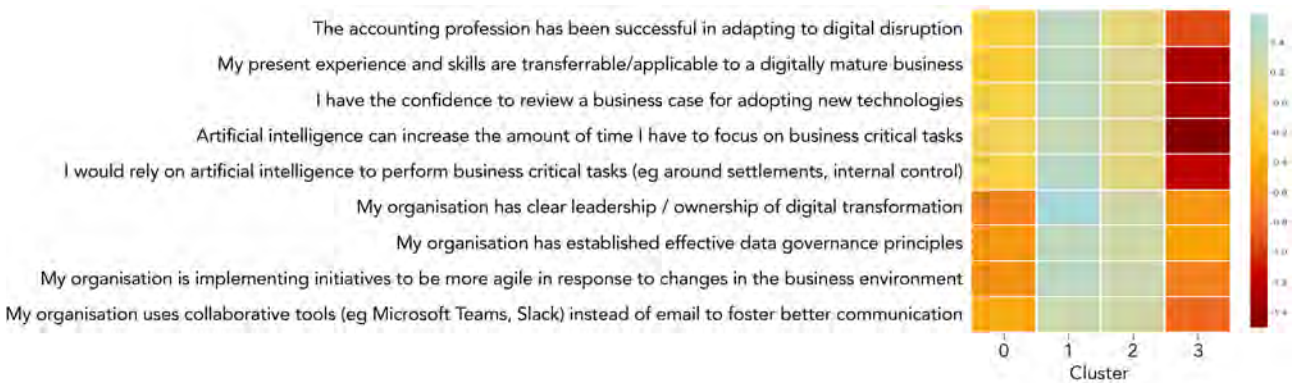 The accounting profession has been successful in adapting to digital disruption
My present experience and skills are transferrable/applicable to a digitally mature business
I have the confidence to review a business case for adopting new technologies
Artificial intelligence can increase the amount of time I have to focus on business critical tasks
I would rely on artificial intelligence to perform business critical tasks (eg around settlements, internal control)
My organisation has clear leadership / ownership of digital transformation
My organisation has established effective data governance principles
My organisation is implementing initiatives to be more agile in response to changes in the business environment
My organisation uses collaborative tools (eg Microsoft Teams, Slack) instead of email to foster better communication
0 1 2 3
Cluster